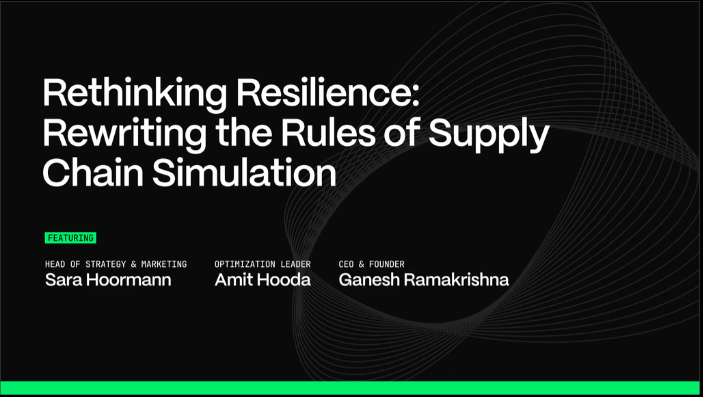 Rethinking Resilience:
Rewriting the Rules of Supply
Chain Simulation
FEATURING
HEAD OF STRATEGY & MARKETING
Sara Hoormann
OPTIMIZATION LEADER
Amit Hooda
CEO & FOUNDER
Ganesh Ramakrishna